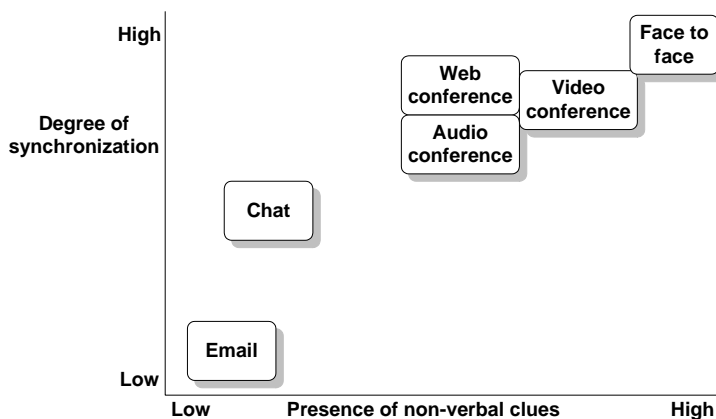 High
Face to
face
Web
conference
Video
conference
Degree of
synchronization
Audio
conference
Chat
Email
Low
Low
Presence of non-verbal clues
High